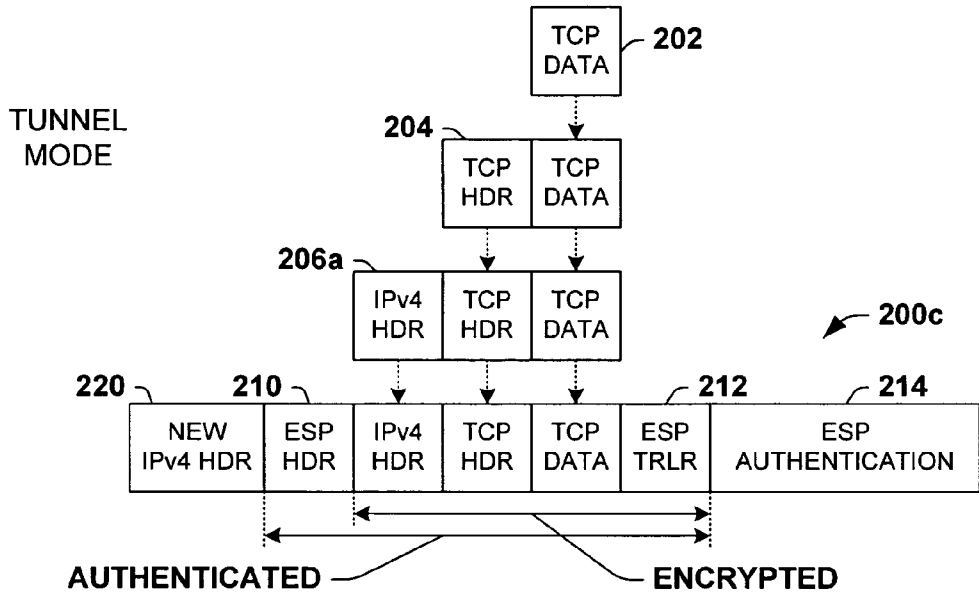 TCP
DATA
202
TUNNEL
MODE
204
TCP
HDR
TCP
DATA
206a
IPv4
HDR
TCP
HDR
TCP
DATA
200c
220
210
212
214
NEW
IPv4 HDR
ESP
HDR
IPv4
HDR
TCP
HDR
TCP
DATA
ESP
TRLR
ESP
AUTHENTICATION
AUTHENTICATED
ENCRYPTED